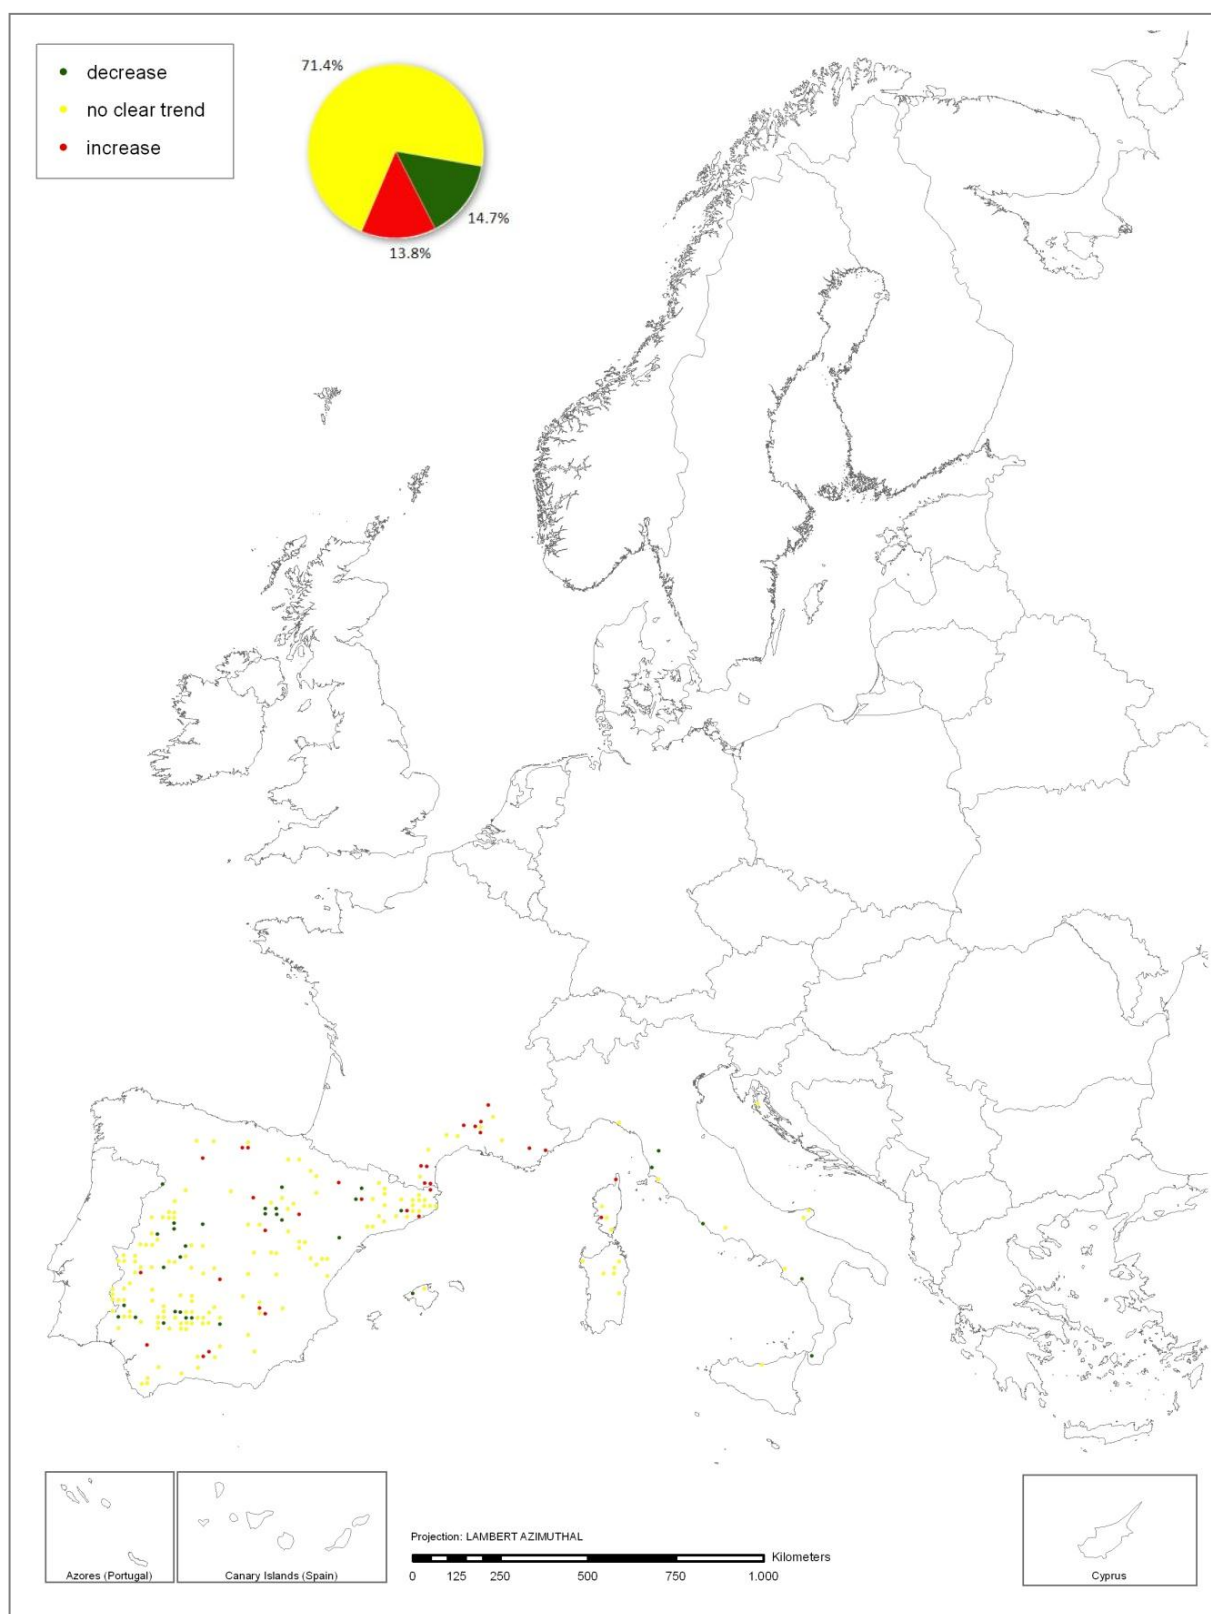 decrease
no clear trend
increase
71.4%
14.7%
13.8%
Projection: LAMBERT AZIMUTHAL
Kilometers
0 125 250 500 750 1.000
Azores (Portugal)
Canary Islands (Spain)
Cyprus